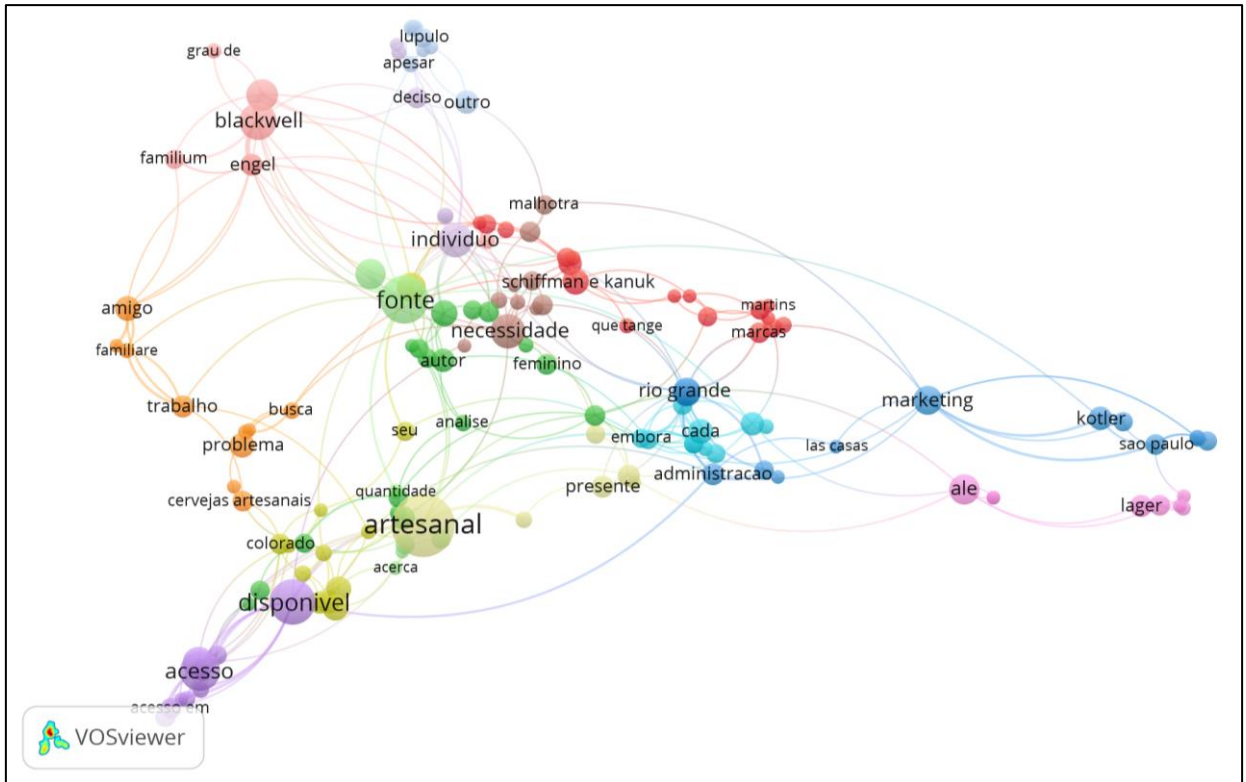 grau de
lupulo
apesar
deciso
outro
blackwell
familium
engel
malhotra
individuo
schiffman e kanuk
fonte
amigo
martins
necessidade
que tange
marcas
familiare
autor
feminino
rio grande
marketing
trabalho
busca
kotler
seu
analise
embora
cada
problema
las casas
sao paulo
administracao
presente
ale
cervejas artesanais
quantidade
lager
artesanal
colorado
acerca
disponivel
acesso
acesso em
VOSviewer